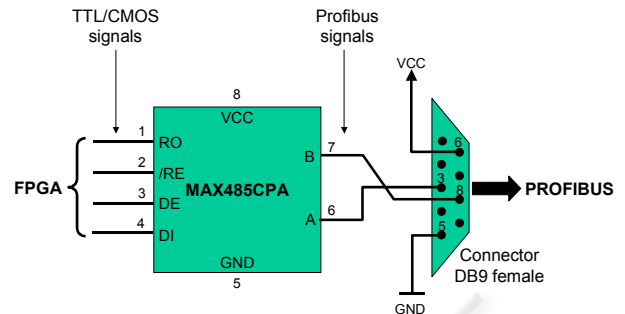 TTL/CMOS
signals
Profibus
signals
VCC
8
VCC
1
RO
2
/RE
3
DE
4
DI
FPGA
MAX485CPA
B
7
A
6
GND
5
6
3
8
5
PROFIBUS
Connector
DB9 female
GND